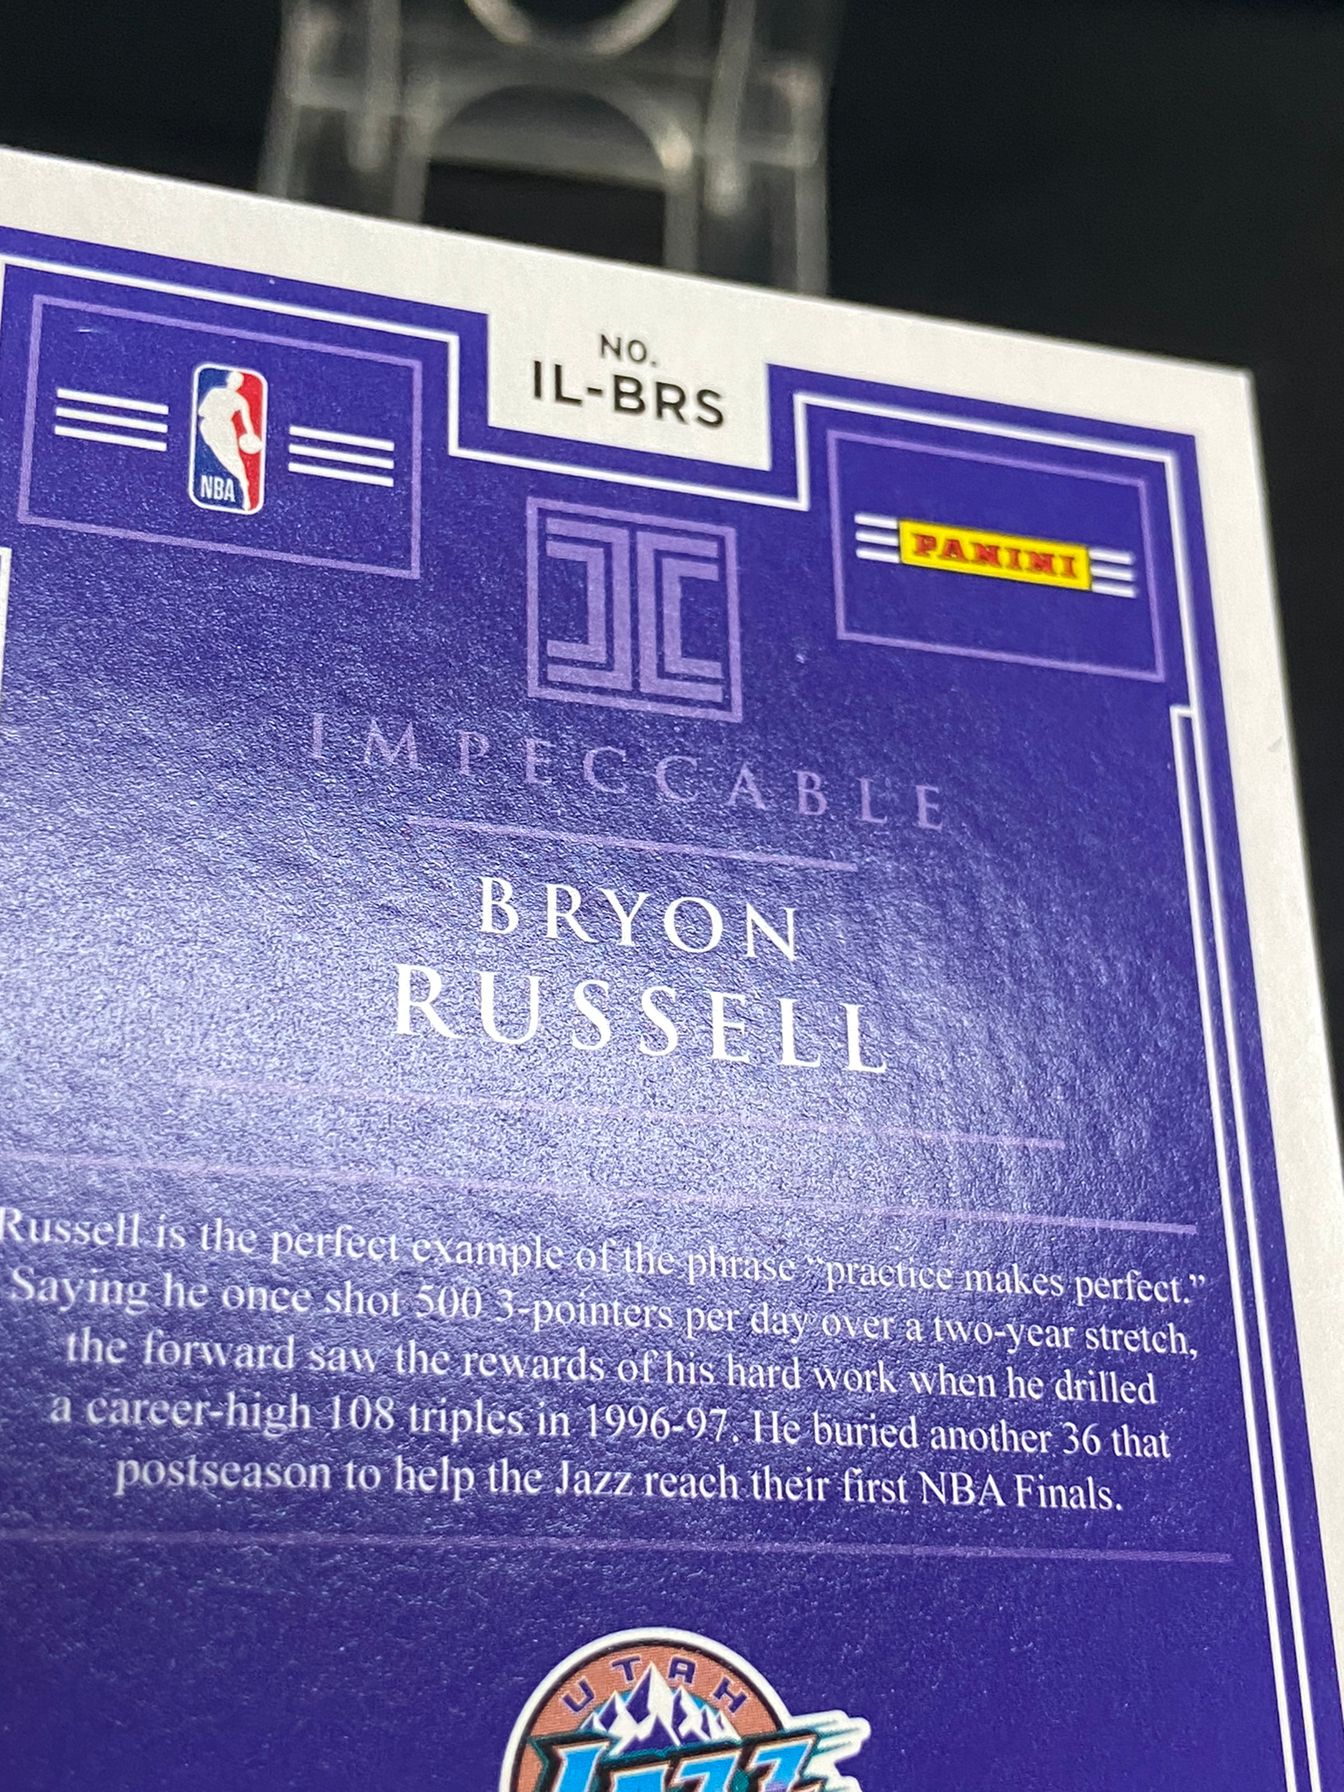 NO.
IL-BRS
NBA
PANINI
IMPECCABLE
BRYON
RUSSELL
Russell is the perfect example of the phrase “practice makes perfect.”
Saying he once shot 500 3-pointers per day over a two-year stretch,
the forward saw the rewards of his hard work when he drilled
a career-high 108 triples in 1996-97. He buried another 36 that
postseason to help the Jazz reach their first NBA Finals.
UTAH
JAZZ